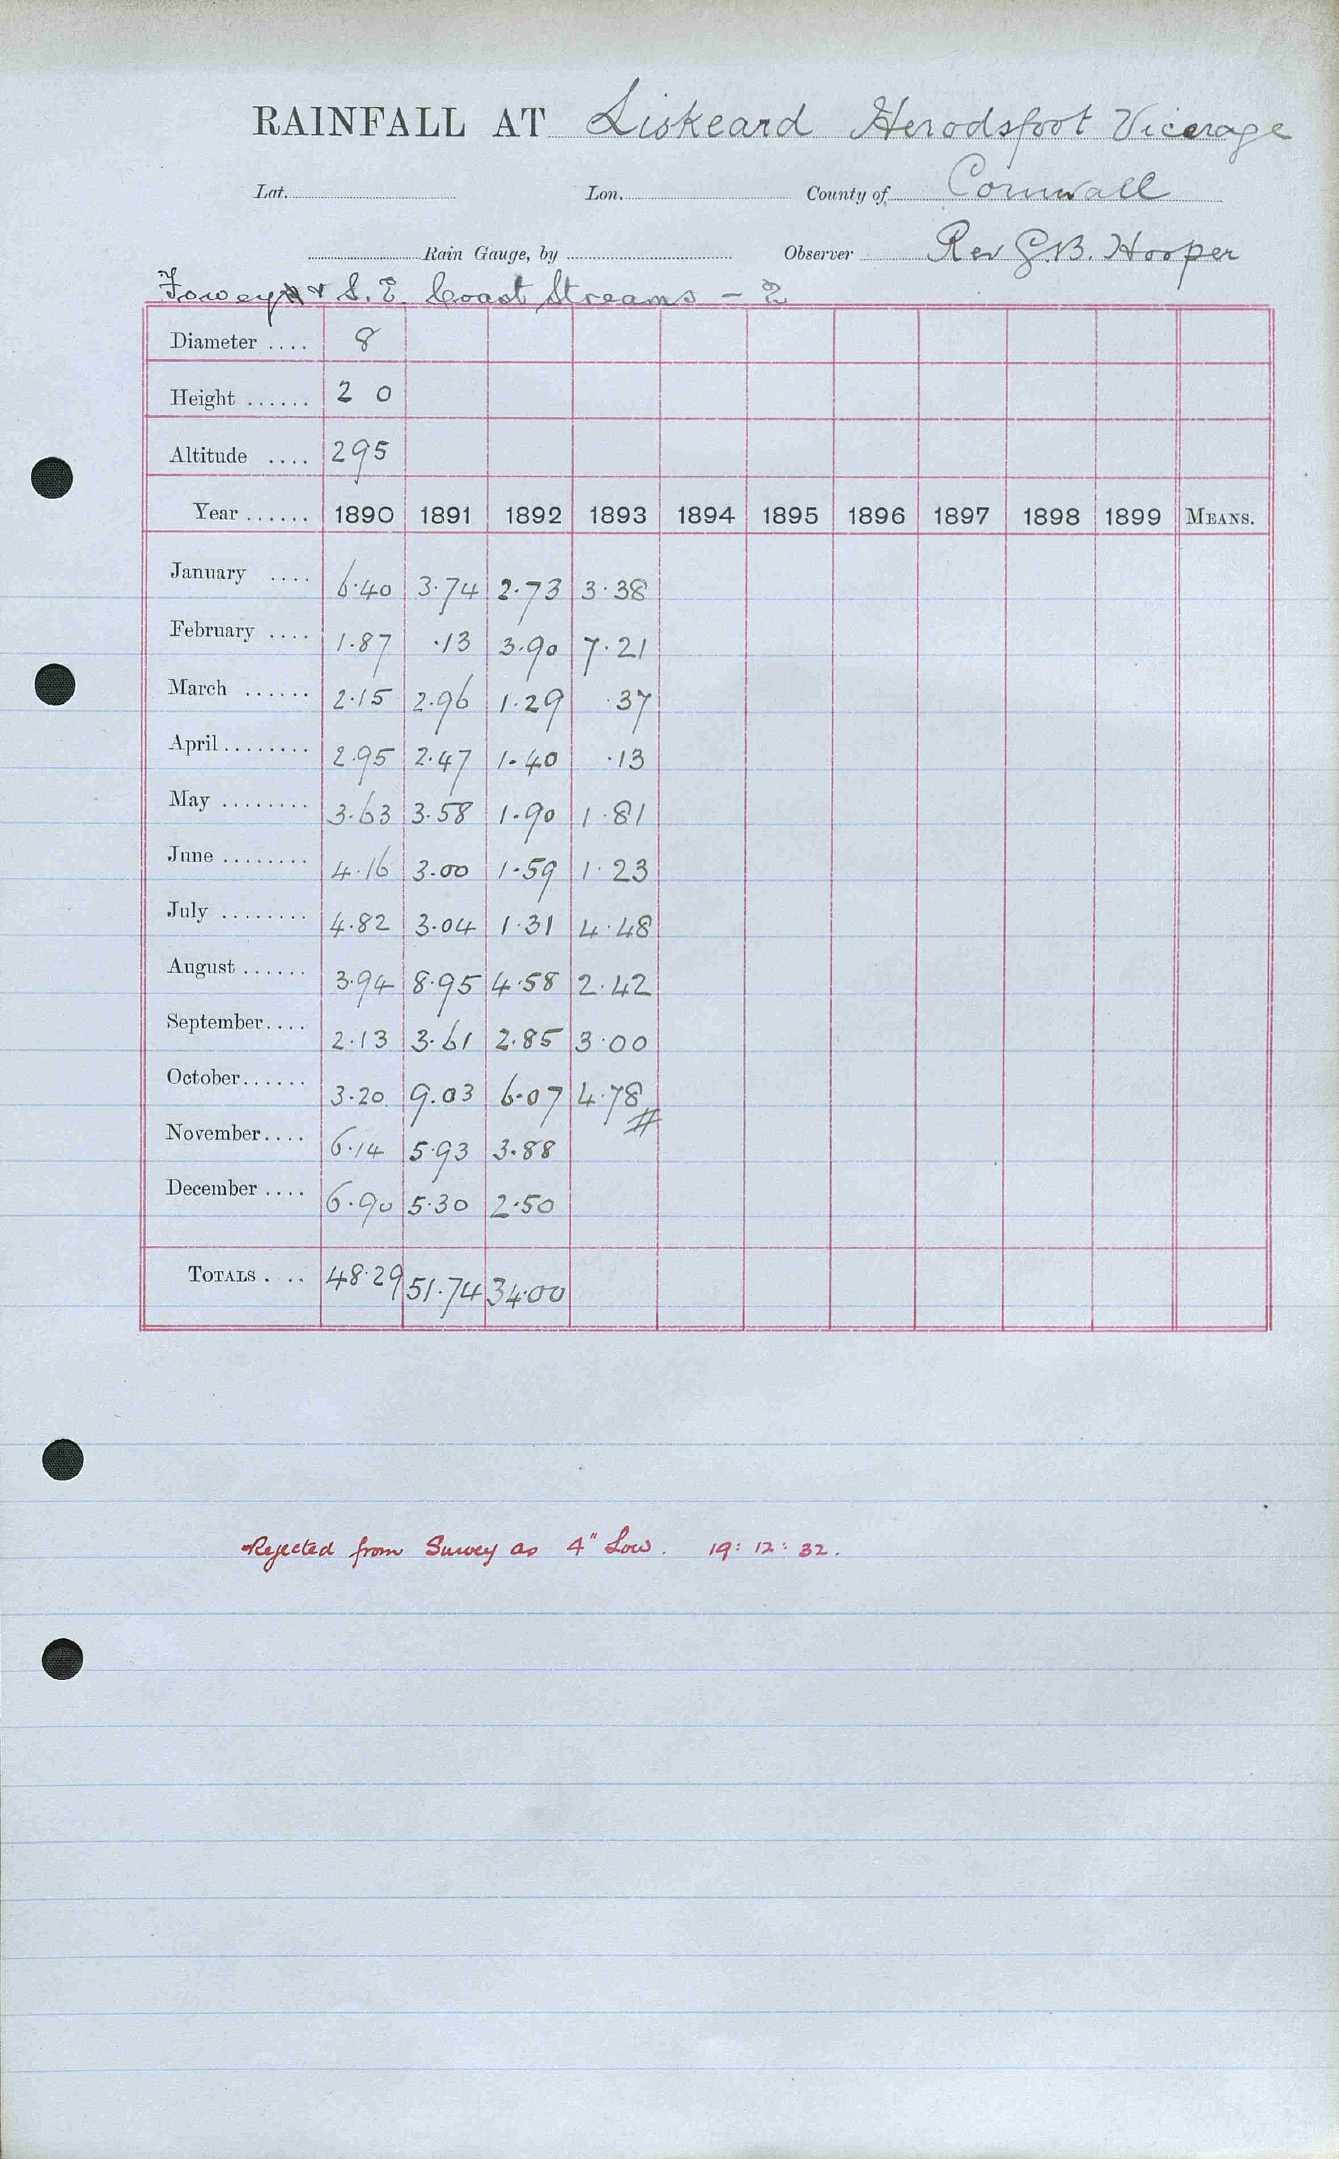 RAINFALL AT Liskeard Herodsfoot Vicarage
Lat. Lon. County of Cornwall
Rain Gauge, by Observer Rev G.B. Hooper
Fowey & S. E. Coast Streams - 2
Diameter .... 8
Height ...... 2 0
Altitude .... 295
Year ...... 1890 1891 1892 1893 1894 1895 1896 1897 1898 1899 MEANS.
January .... 6.40 3.74 2.73 3.38
February .... 1.87 .13 3.90 7.21
March ...... 2.15 2.96 1.29 .37
April ........ 2.95 2.47 1.40 .13
May ........ 3.63 3.58 1.90 1.81
June ........ 4.16 3.00 1.59 1.23
July ........ 4.82 3.04 1.31 4.48
August ...... 3.94 8.95 4.58 2.42
September .... 2.13 3.61 2.85 3.00
October ...... 3.20 9.03 6.07 4.78
November .... 6.14 5.93 3.88
December .... 6.90 5.30 2.50
TOTALS . .. 48.29 51.74 34.00
Rejected from Survey as 4" Low. 19: 12: 32.